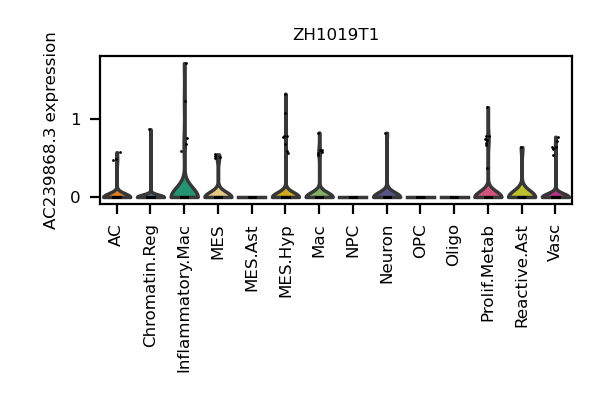 ZH1019T1
AC239868.3 expression
1
0
AC
Chromatin.Reg
Inflammatory.Mac
MES
MES.Ast
MES.Hyp
Mac
NPC
Neuron
OPC
Oligo
Prolif.Metab
Reactive.Ast
Vasc